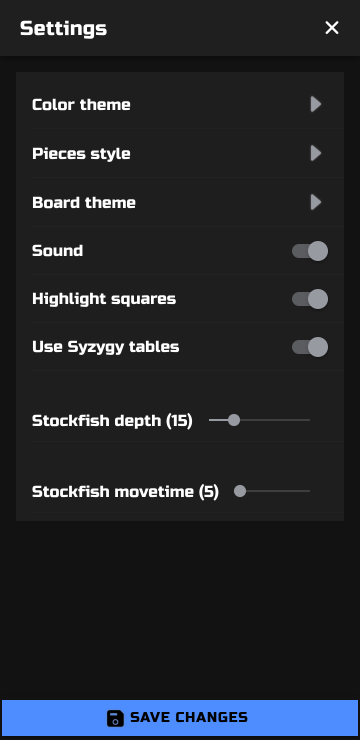 Settings
Color theme
Pieces style
Board theme
Sound
Highlight squares
Use Syzygy tables
Stockfish depth (15)
Stockfish movetime (5)
SAVE CHANGES